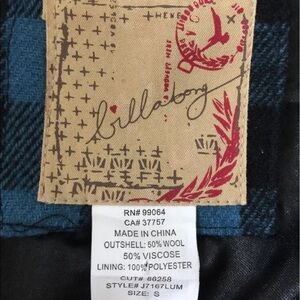 billabong
RN# 99064
CA# 37757
MADE IN CHINA
OUTSHELL: 50% WOOL
50% VISCOSE
LINING: 100% POLYESTER
CUT# 86258
STYLE# J7167LUM
SIZE: S